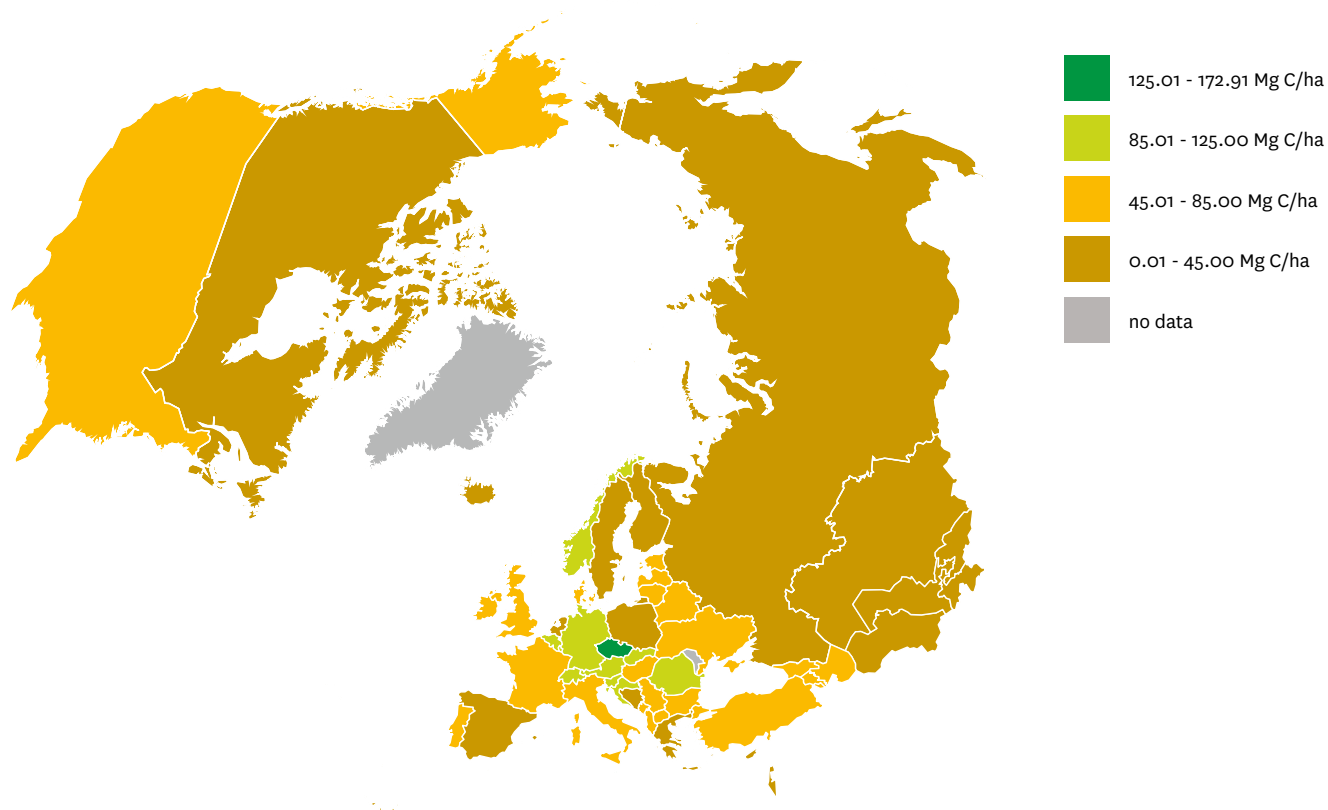 125.01 - 172.91 Mg C/ha
85.01 - 125.00 Mg C/ha
45.01 - 85.00 Mg C/ha
0.01 - 45.00 Mg C/ha
no data